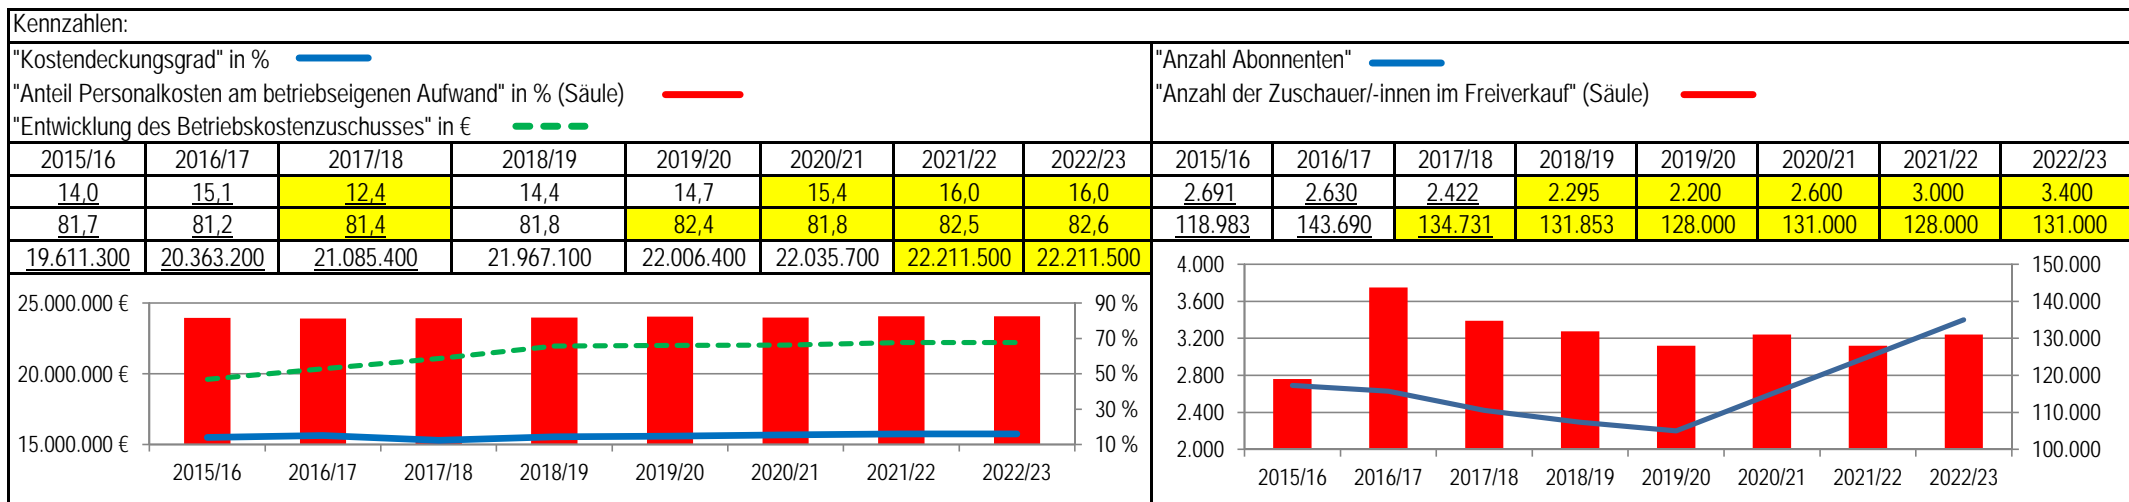 Kennzahlen:
"Kostendeckungsgrad" in %
"Anteil Personalkosten am betriebseigenen Aufwand" in % (Säule)
"Entwicklung des Betriebskostenzuschusses" in €
2015/16 2016/17 2017/18 2018/19 2019/20 2020/21 2021/22 2022/23
14,0 15,1 12,4 14,4 14,7 15,4 16,0 16,0
81,7 81,2 81,4 81,8 82,4 81,8 82,5 82,6
19.611.300 20.363.200 21.085.400 21.967.100 22.006.400 22.035.700 22.211.500 22.211.500
25.000.000 € 90 %
70 %
20.000.000 € 50 %
30 %
15.000.000 € 10 %
2015/16 2016/17 2017/18 2018/19 2019/20 2020/21 2021/22 2022/23
"Anzahl Abonnenten"
"Anzahl der Zuschauer/-innen im Freiverkauf" (Säule)
2015/16 2016/17 2017/18 2018/19 2019/20 2020/21 2021/22 2022/23
2.691 2.630 2.422 2.295 2.200 2.600 3.000 3.400
118.983 143.690 134.731 131.853 128.000 131.000 128.000 131.000
4.000 150.000
3.600 140.000
3.200 130.000
2.800 120.000
2.400 110.000
2.000 100.000
2015/16 2016/17 2017/18 2018/19 2019/20 2020/21 2021/22 2022/23